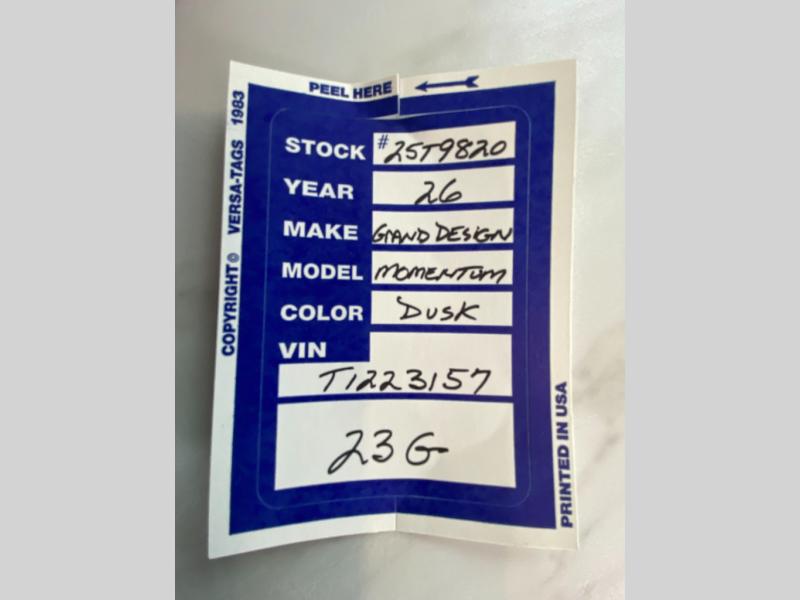 PEEL HERE
COPYRIGHT © VERSA-TAGS 1983
STOCK # 25T9820
YEAR 26
MAKE GRAND DESIGN
MODEL MOMENTUM
COLOR DUSK
VIN
T1223157
23G
PRINTED IN USA